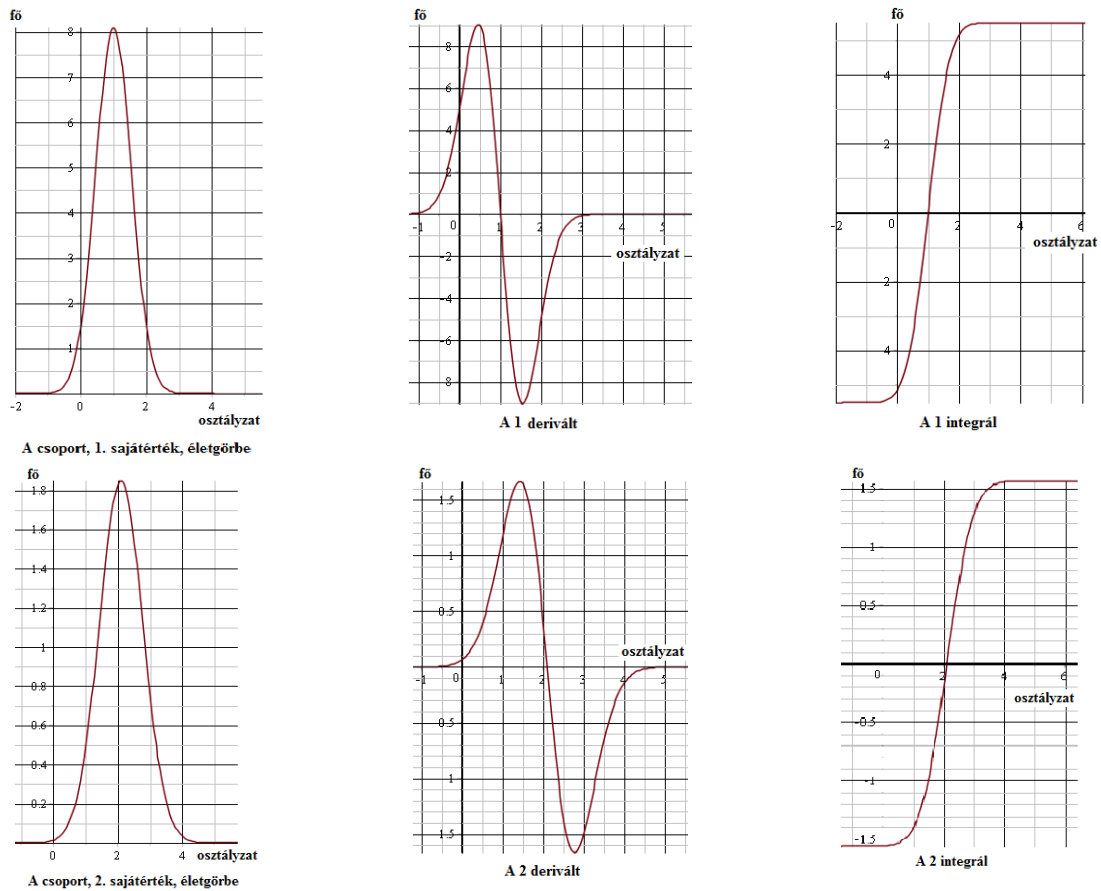 fő
8
7
6
5
4
3
2
1
-2 0 2 4
osztályzat
A csoport, 1. sajátérték, életgörbe
fő
8
6
4
2
-1 0 1 2 3 4 5
osztályzat
-2
-4
-6
8
A 1 derivált
fő
4
2
-2 0 2 4 6
osztályzat
2
4
A 1 integrál
fő
1.8
1.6
1.4
1.2
1
0.8
0.6
0.4
0.2
0 2 4 osztályzat
A csoport, 2. sajátérték, életgörbe
fő
1.5
1
0.5
osztályzat
-1 0 1 2 3 4 5
0.5
1
1.5
A 2 derivált
fő
1.5
1
0.5
0 2 4 6
osztályzat
-0.5
-1
-1.5
A 2 integrál